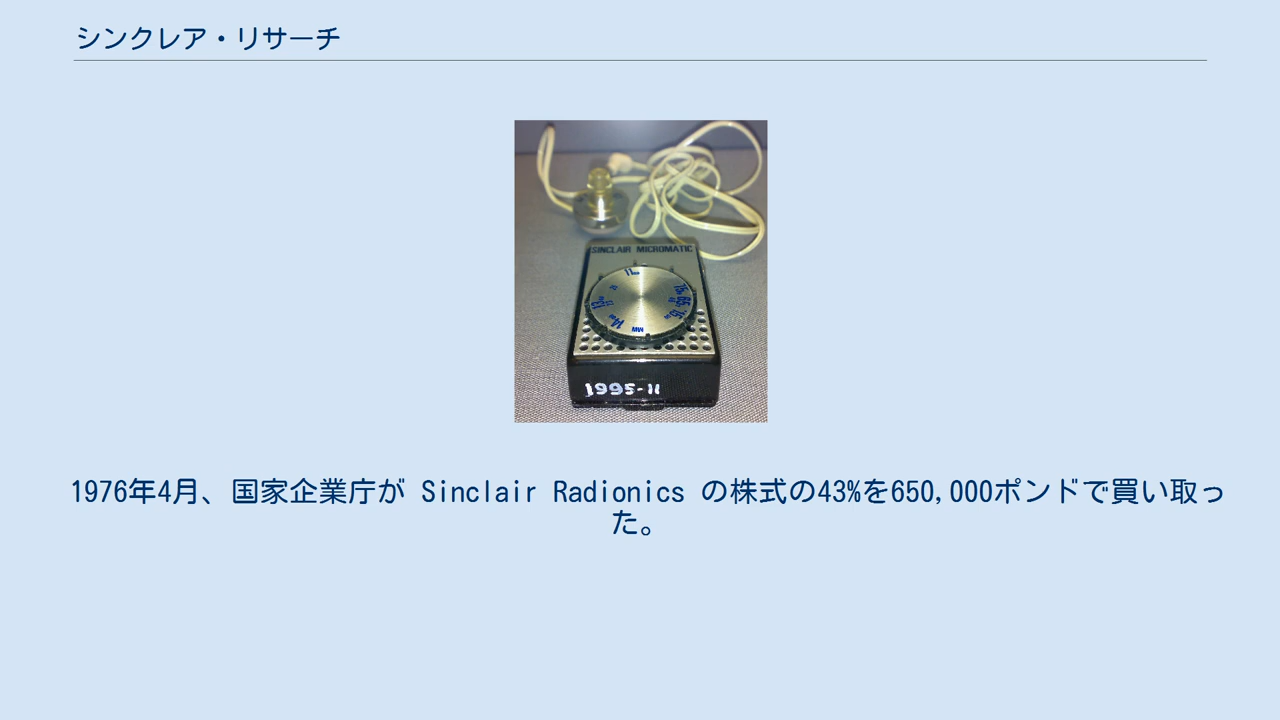 シンクレア・リサーチ
SINCLAIR MICROMATIC
MW
1995-11
1976年4月、国家企業庁が Sinclair Radionics の株式の43%を650,000ポンドで買い取っ
た。